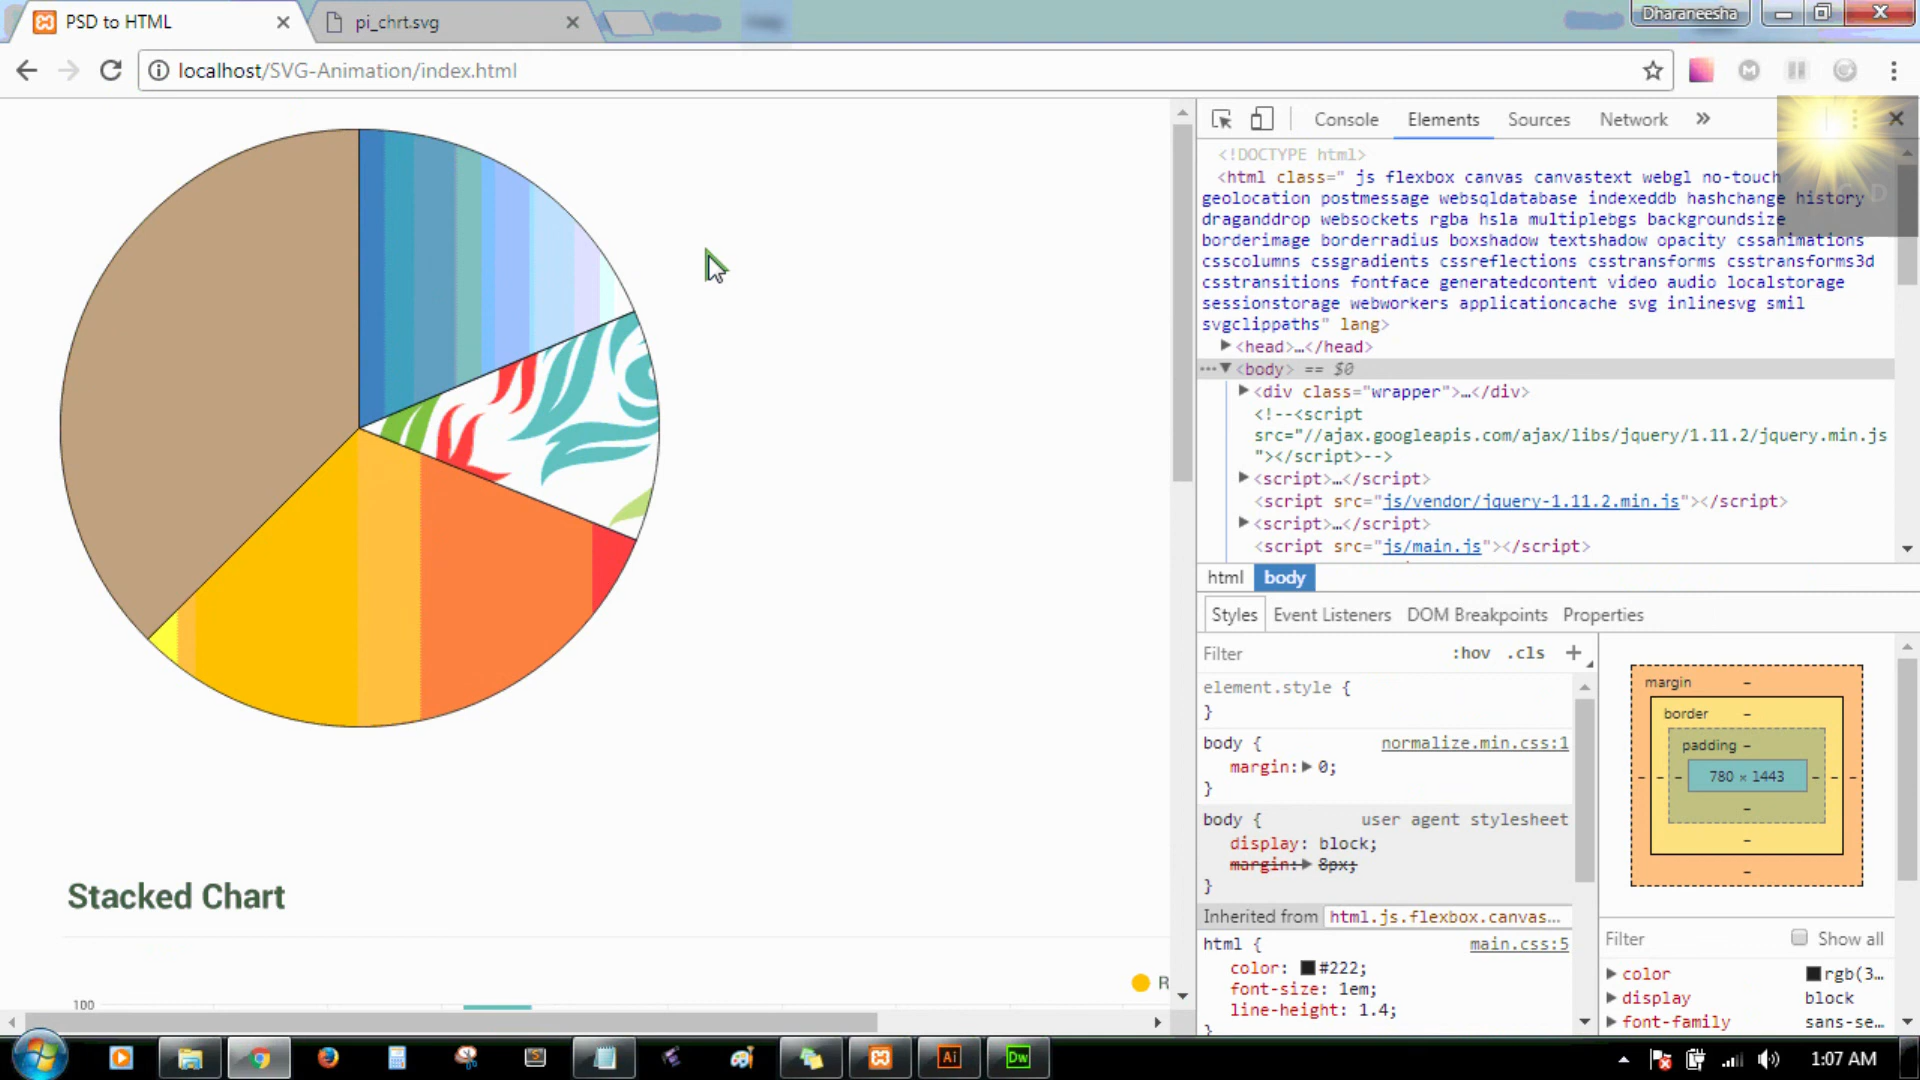 PSD to HTML
pi_chrt.svg
Dharaneesha
localhost/SVG-Animation/index.html
Console Elements Sources Network »
<!DOCTYPE html>
<html class=" js flexbox canvas canvastext webgl no-touch
geolocation postmessage websqldatabase indexeddb hashchange history
draganddrop websockets rgba hsla multiplebgs backgroundsize
borderimage borderradius boxshadow textshadow opacity cssanimations
csscolumns cssgradients cssreflections csstransforms csstransforms3d
csstransitions fontface generatedcontent video audio localstorage
sessionstorage webworkers applicationcache svg inlinesvg smil
svgclippaths" lang>
<head>…</head>
<body> == $0
<div class="wrapper">…</div>
<!--<script
src="//ajax.googleapis.com/ajax/libs/jquery/1.11.2/jquery.min.js
"></script>-->
<script>…</script>
<script src="js/vendor/jquery-1.11.2.min.js"></script>
<script>…</script>
<script src="js/main.js"></script>
html body
Styles Event Listeners DOM Breakpoints Properties
Filter :hov .cls +
element.style {
}
body { normalize.min.css:1
margin: 0;
}
body { user agent stylesheet
display: block;
margin: 8px;
}
Inherited from html.js.flexbox.canvas…
html { main.css:5
color: #222;
font-size: 1em;
line-height: 1.4;
}
margin –
border –
padding –
780 × 1443
Filter Show all
color rgb(3…
display block
font-family sans-se…
Stacked Chart
R
100
Ai
Dw
1:07 AM